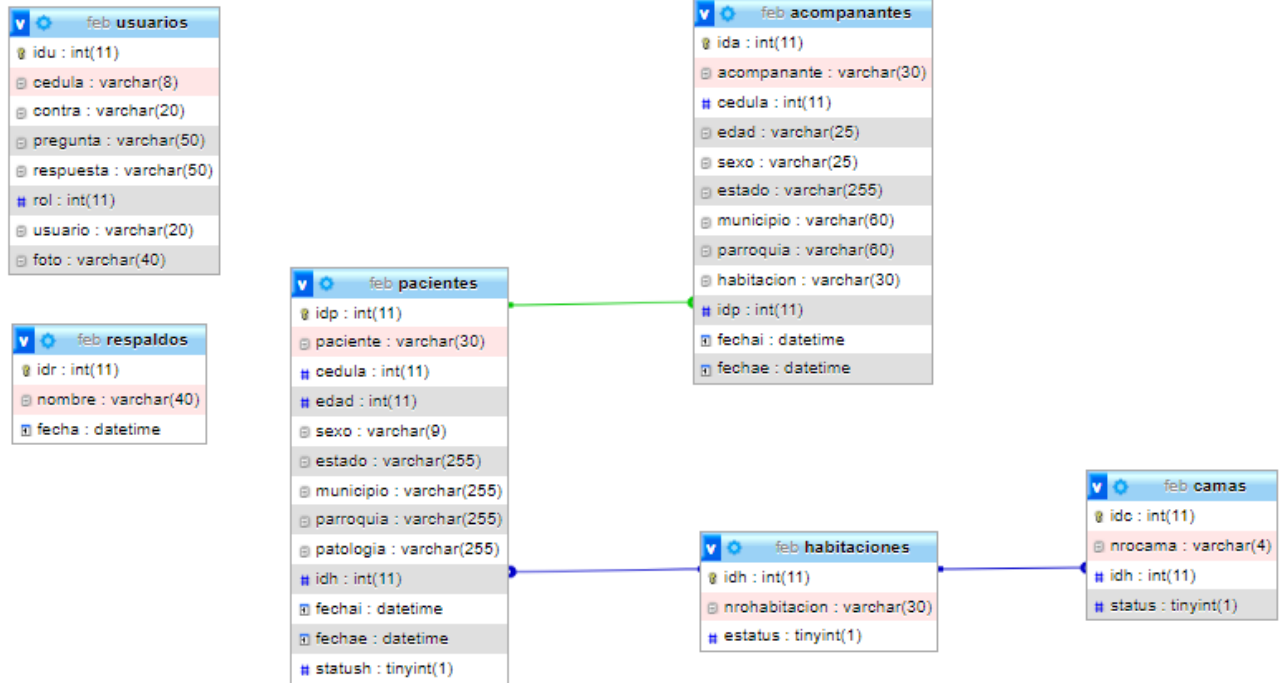 feb usuarios
idu : int(11)
cedula : varchar(8)
contra : varchar(20)
pregunta : varchar(50)
respuesta : varchar(50)
rol : int(11)
usuario : varchar(20)
foto : varchar(40)
feb respaldos
idr : int(11)
nombre : varchar(40)
fecha : datetime
feb pacientes
idp : int(11)
paciente : varchar(30)
cedula : int(11)
edad : int(11)
sexo : varchar(9)
estado : varchar(255)
municipio : varchar(255)
parroquia : varchar(255)
patologia : varchar(255)
idh : int(11)
fechai : datetime
fechae : datetime
statush : tinyint(1)
feb acompanantes
ida : int(11)
acompanante : varchar(30)
cedula : int(11)
edad : varchar(25)
sexo : varchar(25)
estado : varchar(255)
municipio : varchar(60)
parroquia : varchar(60)
habitacion : varchar(30)
idp : int(11)
fechai : datetime
fechae : datetime
feb habitaciones
idh : int(11)
nrohabitacion : varchar(30)
estatus : tinyint(1)
feb camas
idc : int(11)
nrocama : varchar(4)
idh : int(11)
status : tinyint(1)